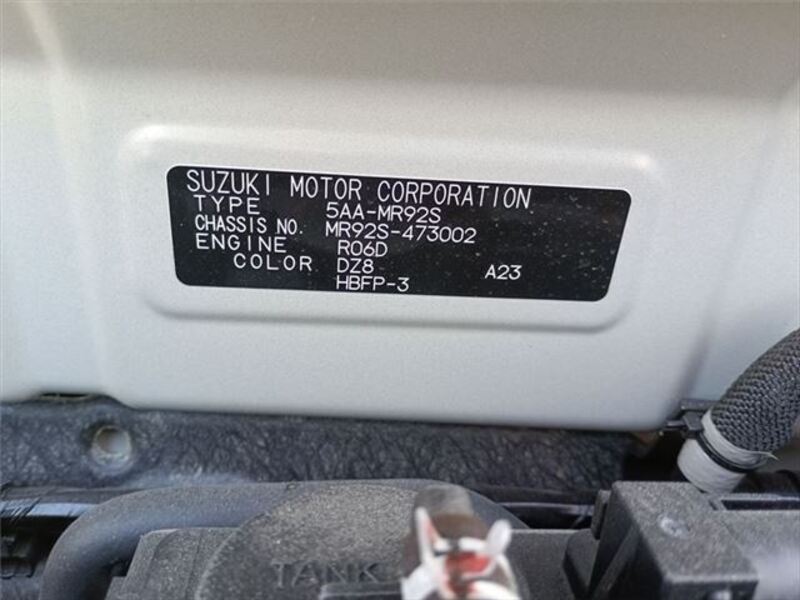 SUZUKI MOTOR CORPORATION
TYPE 5AA-MR92S
CHASSIS NO. MR92S-473002
ENGINE R06D
COLOR DZ8 A23
HBFP-3
TANK